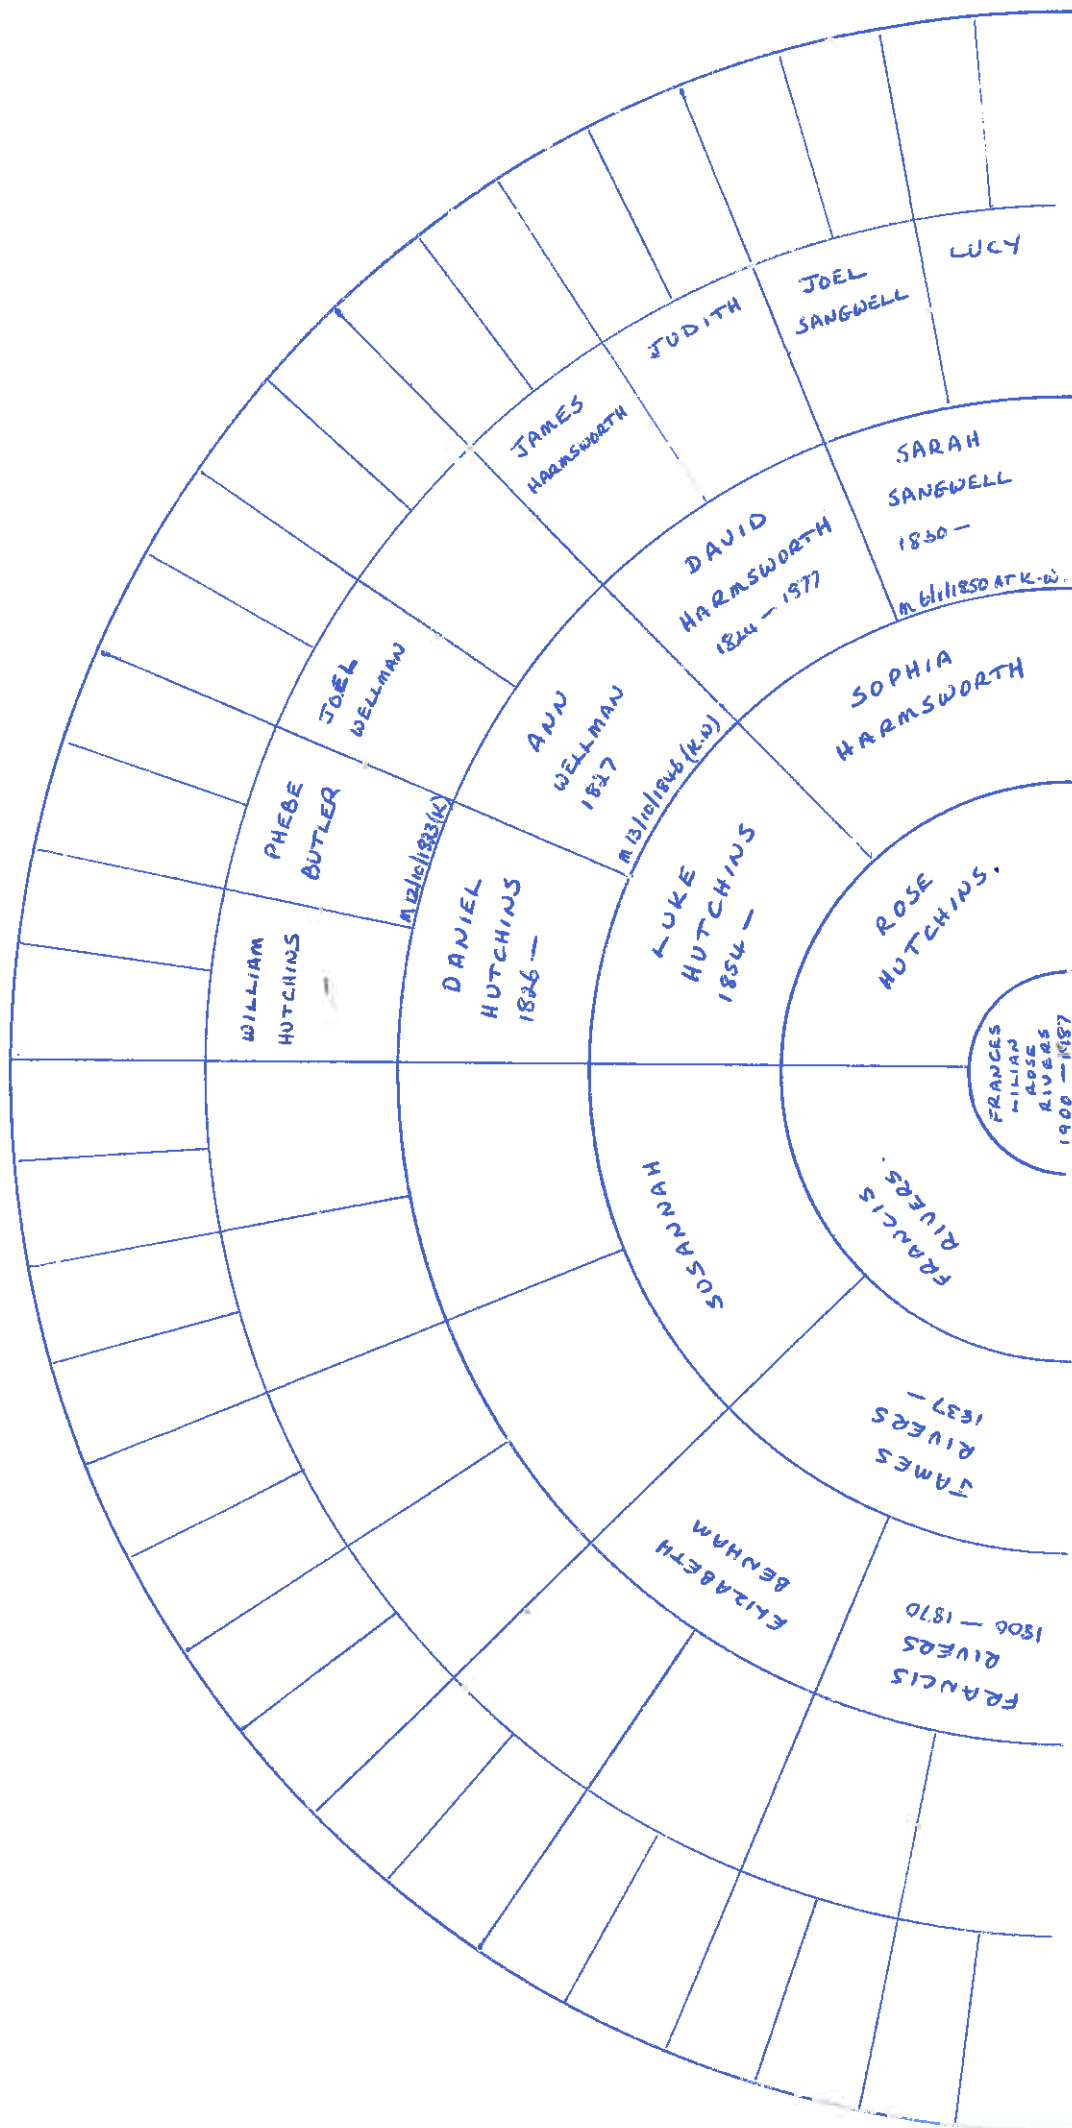 FRANCES
LILIAN
ROSE
RIVERS
1900 — 1987
ROSE
HUTCHINS.
FRANCIS
RIVERS.
SOPHIA
HARMSWORTH
LUKE
HUTCHINS
1854 —
SUSANNAH
JAMES
RIVERS
1837 —
SARAH
SANGWELL
1830 —
m 6/1/1850 AT K.W.
DAVID
HARMSWORTH
1824 — 1877
ANN
WELLMAN
1827
m 13/10/1846 (K.W)
DANIEL
HUTCHINS
1826 —
ELIZABETH
BENHAM
FRANCIS
RIVERS
1800 — 1870
LUCY
JOEL
SANGWELL
JUDITH
JAMES
HARMSWORTH
JOEL
WELLMAN
PHEBE
BUTLER
m 12/10/1823 (K)
WILLIAM
HUTCHINS